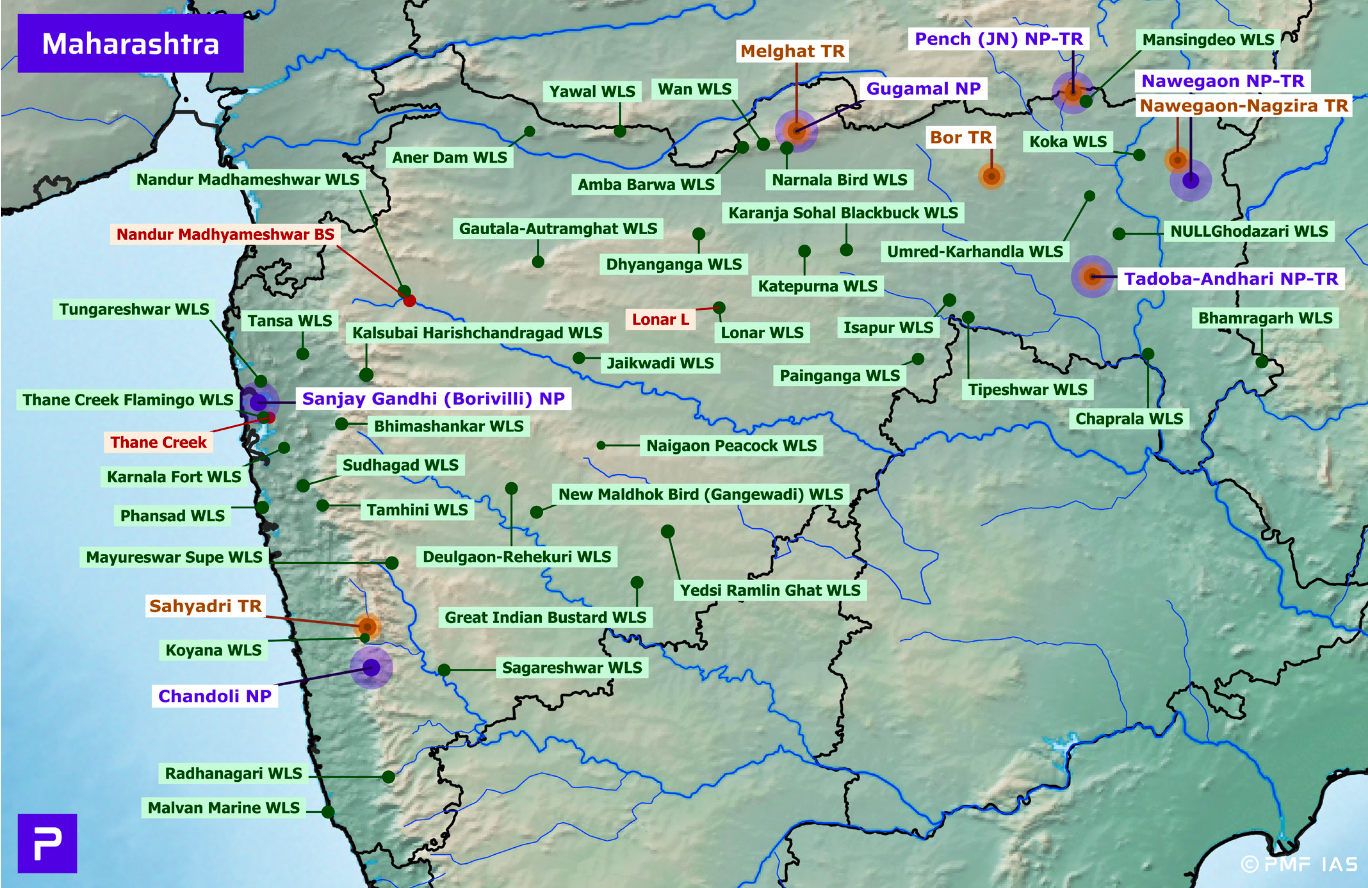 Maharashtra
Pench (JN) NP-TR
Mansingdeo WLS
Melghat TR
Nawegaon NP-TR
Gugamal NP
Yawal WLS
Wan WLS
Nawegaon-Nagzira TR
Bor TR
Koka WLS
Aner Dam WLS
Nandur Madhameshwar WLS
Amba Barwa WLS
Narnala Bird WLS
Karanja Sohal Blackbuck WLS
Gautala-Autramghat WLS
Nandur Madhyameshwar BS
NULLGhodazari WLS
Umred-Karhandla WLS
Dhyanganga WLS
Tadoba-Andhari NP-TR
Katepurna WLS
Tungareshwar WLS
Tansa WLS
Lonar L
Bhamragarh WLS
Kalsubai Harishchandragad WLS
Lonar WLS
Isapur WLS
Jaikwadi WLS
Painganga WLS
Tipeshwar WLS
Thane Creek Flamingo WLS
Sanjay Gandhi (Borivilli) NP
Chaprala WLS
Bhimashankar WLS
Thane Creek
Naigaon Peacock WLS
Sudhagad WLS
Karnala Fort WLS
New Maldhok Bird (Gangewadi) WLS
Tamhini WLS
Phansad WLS
Mayureswar Supe WLS
Deulgaon-Rehekuri WLS
Yedsi Ramlin Ghat WLS
Sahyadri TR
Great Indian Bustard WLS
Koyana WLS
Sagareshwar WLS
Chandoli NP
Radhanagari WLS
Malvan Marine WLS
P
© PMF IAS